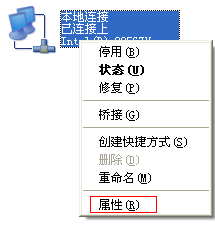 本地连接
已连接上
停用(B)
状态(U)
修复(P)
桥接(G)
创建快捷方式(S)
删除(D)
重命名(M)
属性(R)